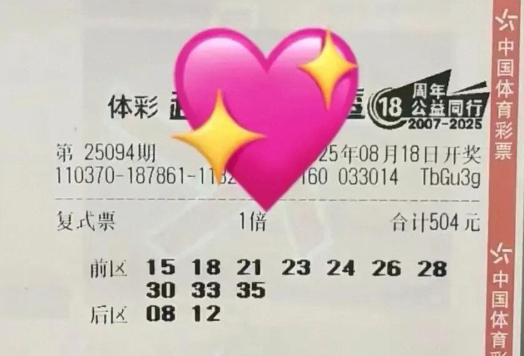 体彩
18 周年
公益同行
2007-2025
第 25094期 25年08月18日开奖
110370-187861-11 160 033014 TbGu3g
复式票 1倍 合计504元
前区 15 18 21 23 24 26 28
30 33 35
后区 08 12
中国体育彩票
中国体育